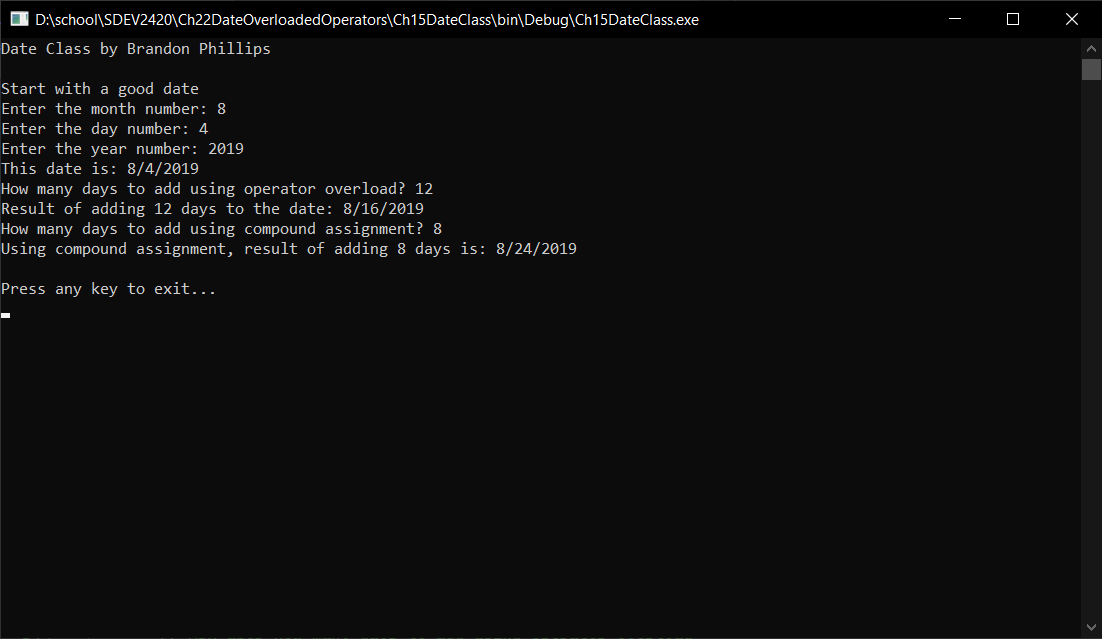 D:\school\SDEV2420\Ch22DateOverloadedOperators\Ch15DateClass\bin\Debug\Ch15DateClass.exe
Date Class by Brandon Phillips
Start with a good date
Enter the month number: 8
Enter the day number: 4
Enter the year number: 2019
This date is: 8/4/2019
How many days to add using operator overload? 12
Result of adding 12 days to the date: 8/16/2019
How many days to add using compound assignment? 8
Using compound assignment, result of adding 8 days is: 8/24/2019
Press any key to exit...